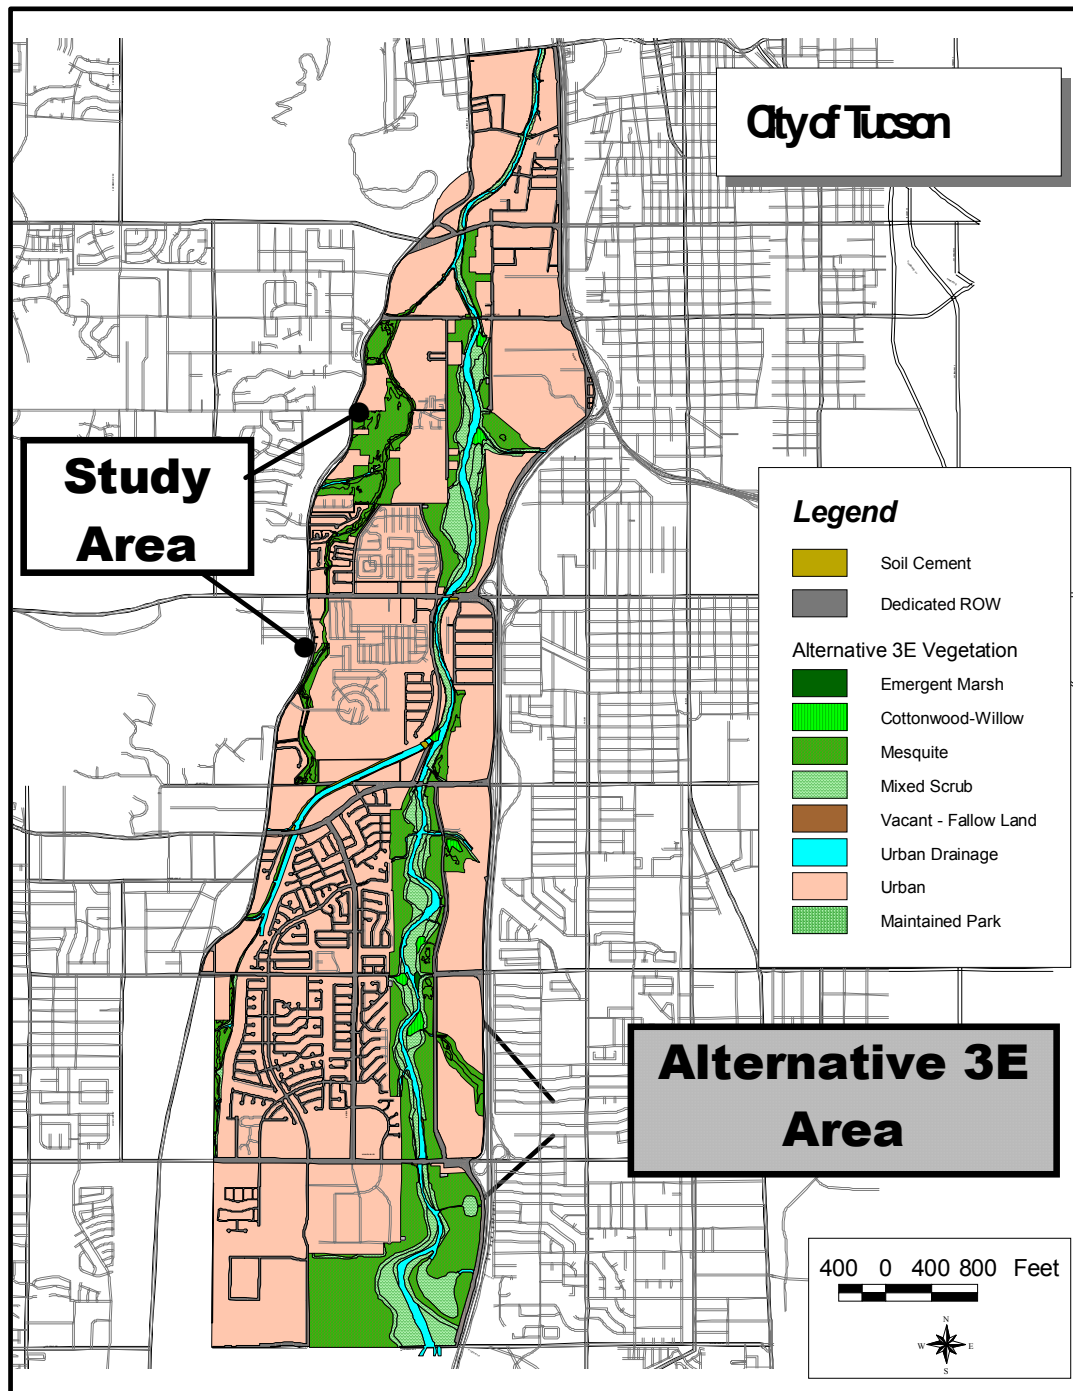 City of Tucson
Study
Area
Legend
Soil Cement
Dedicated ROW
Alternative 3E Vegetation
Emergent Marsh
Cottonwood-Willow
Mesquite
Mixed Scrub
Vacant - Fallow Land
Urban Drainage
Urban
Maintained Park
Alternative 3E
Area
400 0 400 800 Feet
N
W E
S